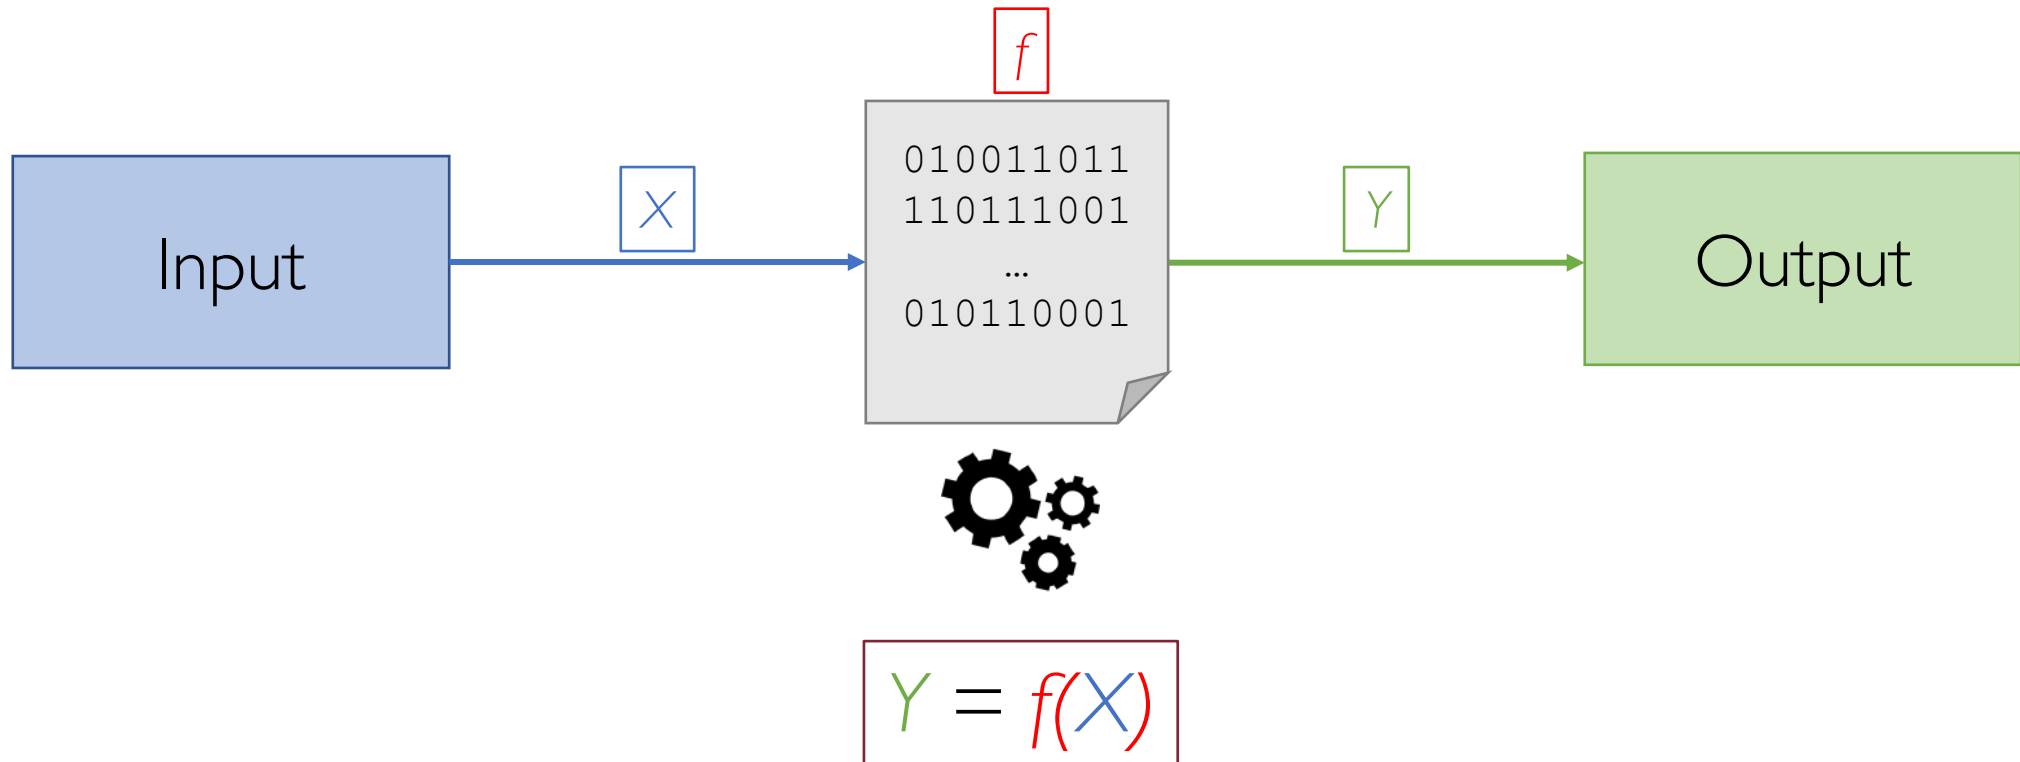 f
X
Y
Input
010011011
110111001
...
010110001
Output
Y = f(X)